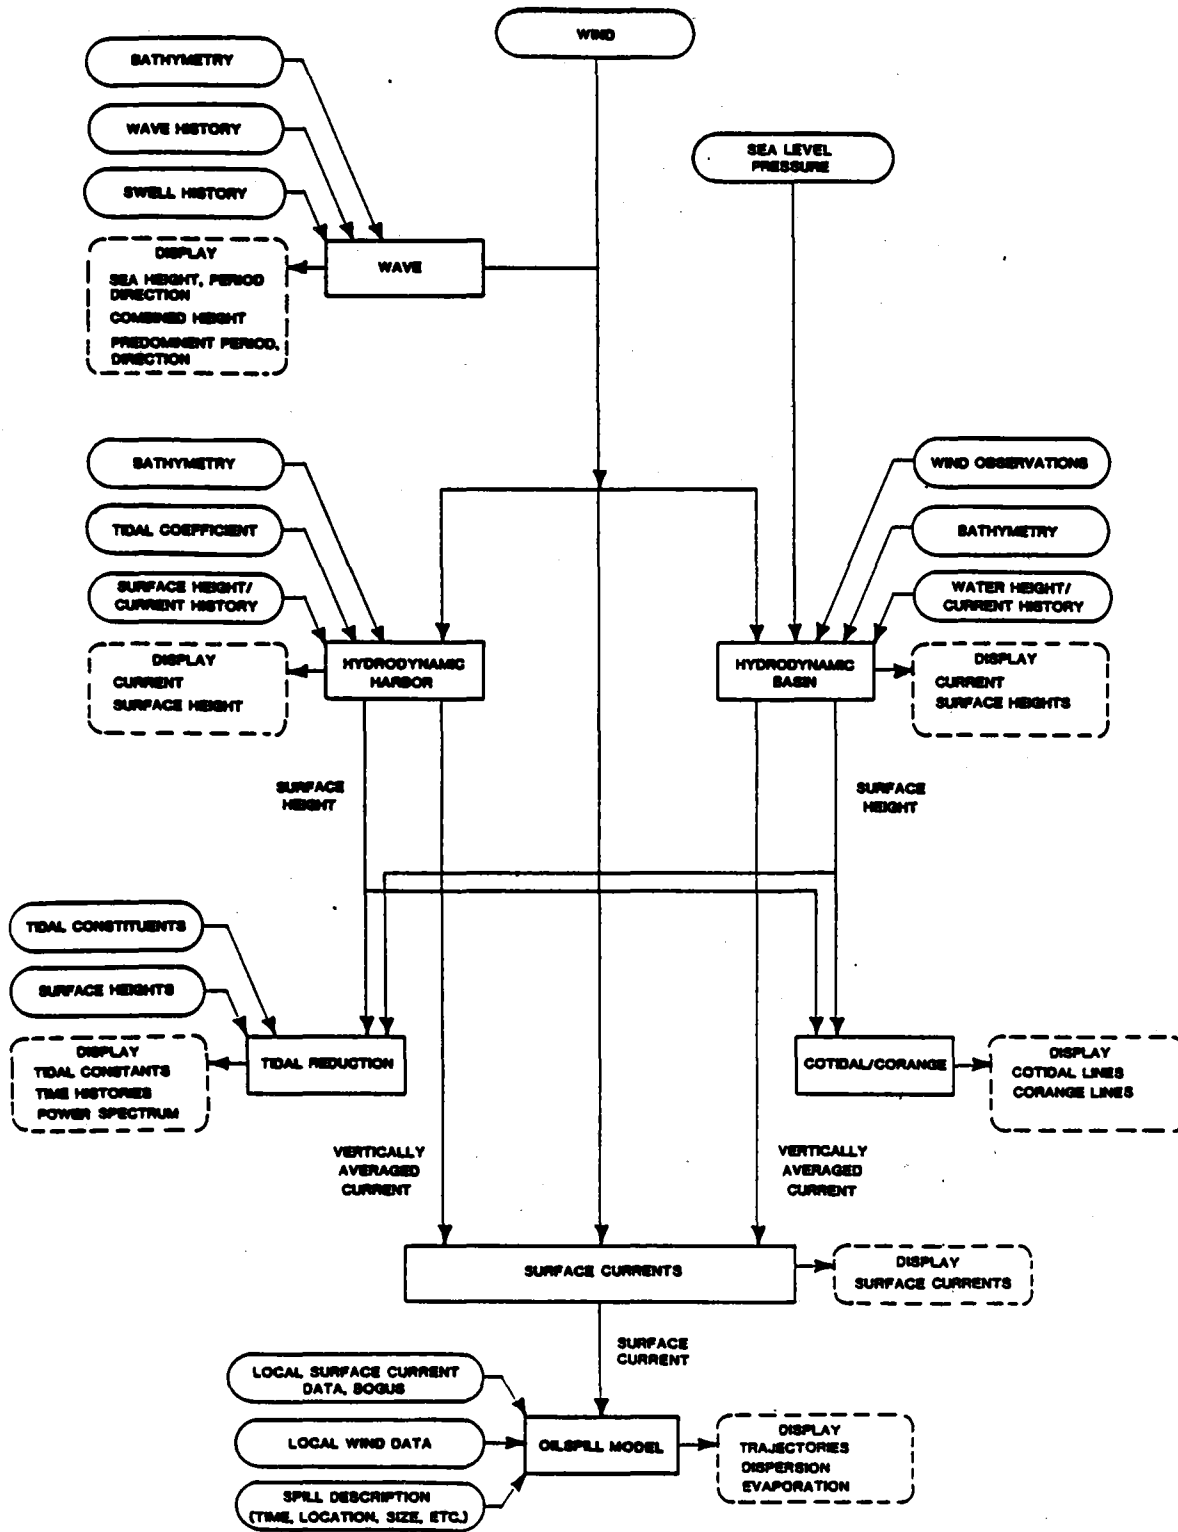 WIND
BATHYMETRY
WAVE HISTORY
SWELL HISTORY
SEA LEVEL
PRESSURE
WAVE
DISPLAY
SEA HEIGHT, PERIOD
DIRECTION
COMBINED HEIGHT
PREDOMINENT PERIOD,
DIRECTION
BATHYMETRY
TIDAL COEFFICIENT
SURFACE HEIGHT/
CURRENT HISTORY
WIND OBSERVATIONS
BATHYMETRY
WATER HEIGHT/
CURRENT HISTORY
DISPLAY
CURRENT
SURFACE HEIGHT
HYDRODYNAMIC
HARBOR
HYDRODYNAMIC
BASIN
DISPLAY
CURRENT
SURFACE HEIGHTS
SURFACE
HEIGHT
SURFACE
HEIGHT
TIDAL CONSTITUENTS
SURFACE HEIGHTS
DISPLAY
TIDAL CONSTANTS
TIME HISTORIES
POWER SPECTRUM
TIDAL REDUCTION
COTIDAL/CORANGE
DISPLAY
COTIDAL LINES
CORANGE LINES
VERTICALLY
AVERAGED
CURRENT
VERTICALLY
AVERAGED
CURRENT
SURFACE CURRENTS
DISPLAY
SURFACE CURRENTS
SURFACE
CURRENT
LOCAL SURFACE CURRENT
DATA, BOGUS
LOCAL WIND DATA
SPILL DESCRIPTION
(TIME, LOCATION, SIZE, ETC.)
OILSPILL MODEL
DISPLAY
TRAJECTORIES
DISPERSION
EVAPORATION